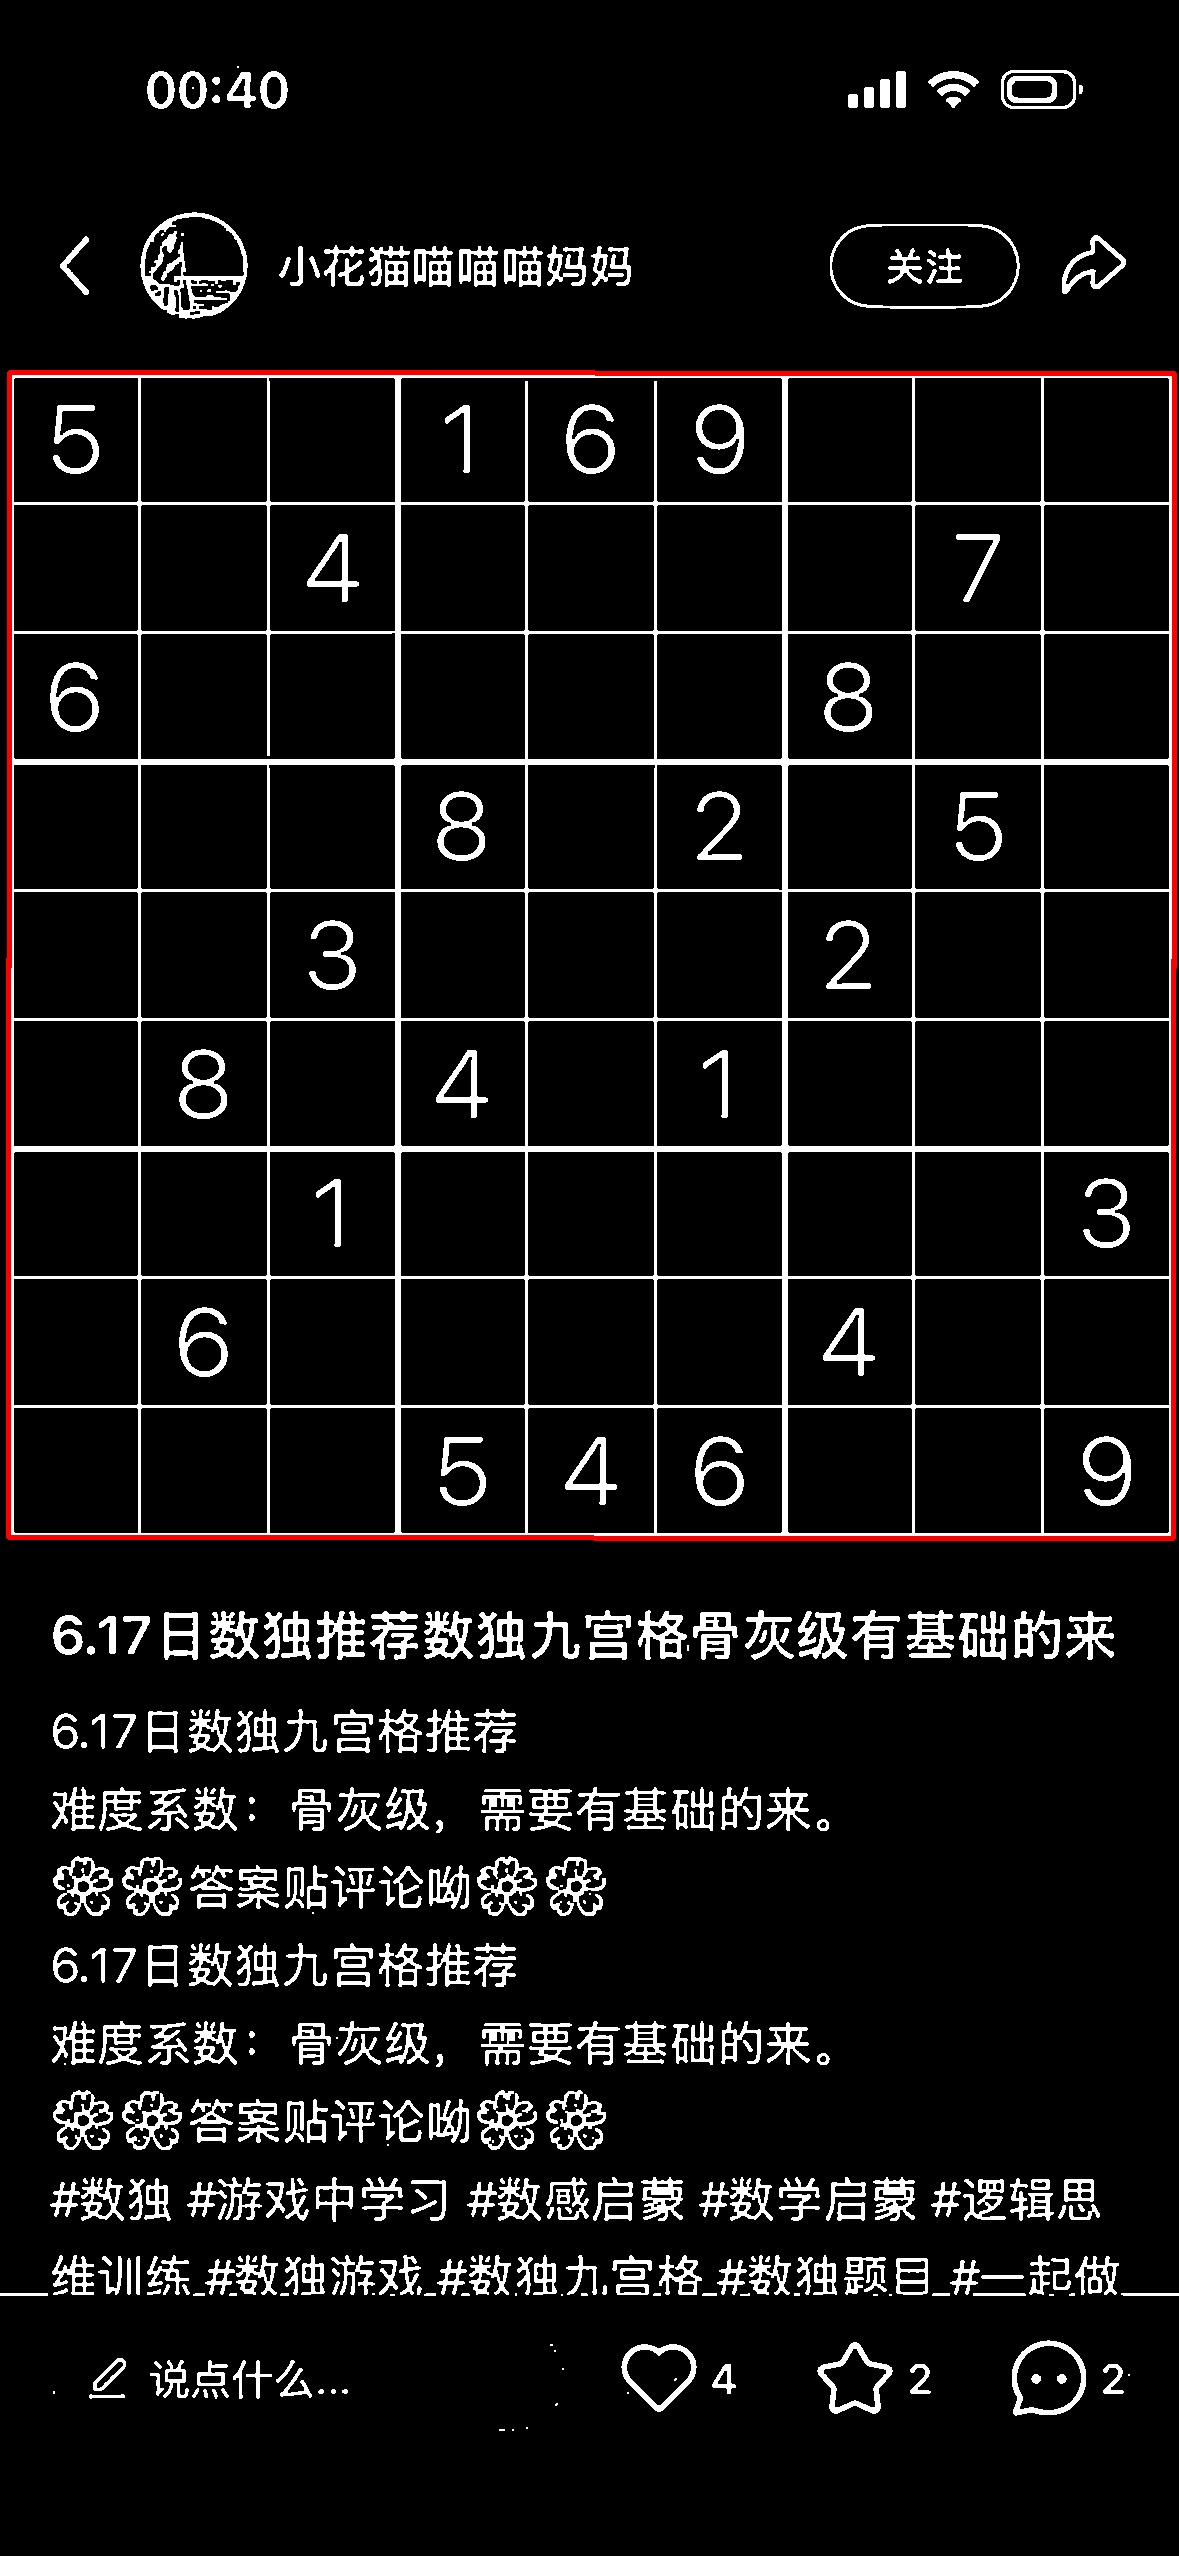 00:40
小花猫喵喵喵妈妈 关注
5 1 6 9
4 7
6 8
8 2 5
3 2
8 4 1
1 3
6 4
5 4 6 9
6.17日数独推荐数独九宫格骨灰级有基础的来
6.17日数独九宫格推荐
难度系数：骨灰级，需要有基础的来。
答案贴评论呦
6.17日数独九宫格推荐
难度系数：骨灰级，需要有基础的来。
答案贴评论呦
#数独 #游戏中学习 #数感启蒙 #数学启蒙 #逻辑思
维训练 #数独游戏 #数独九宫格 #数独题目 #一起做
说点什么... 4 2 2